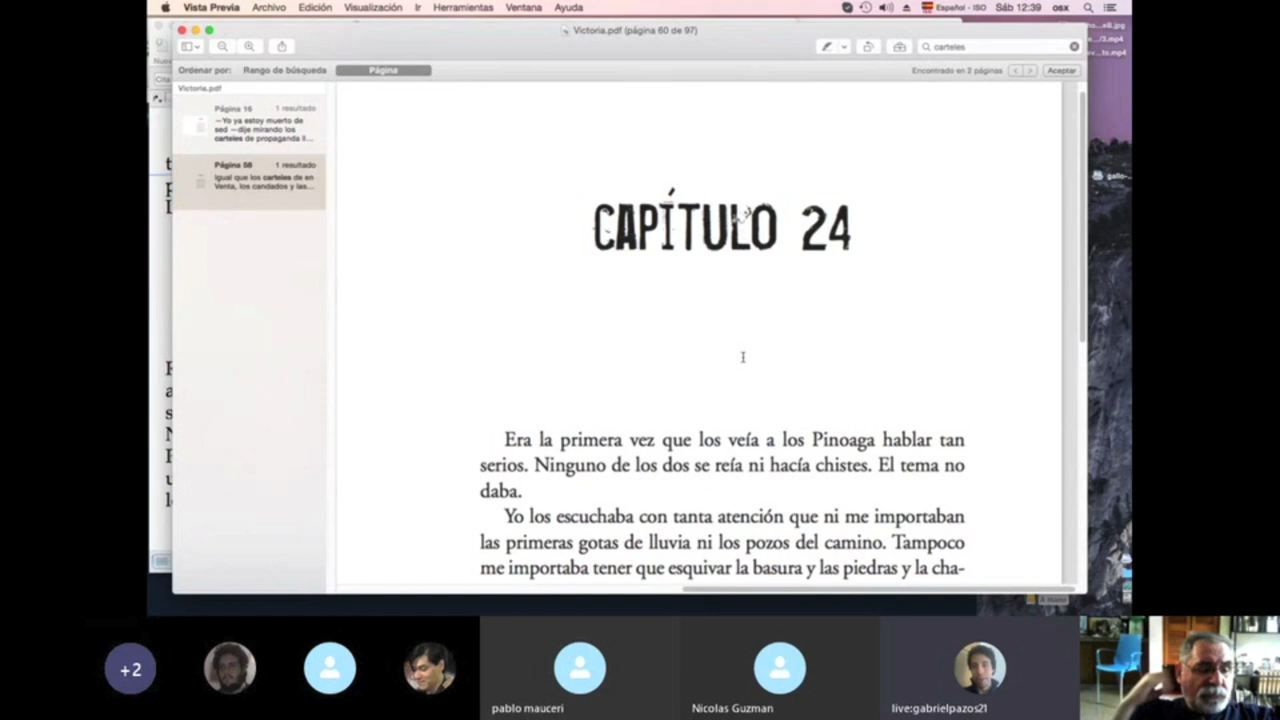 Vista Previa Archivo Edición Visualización Ir Herramientas Ventana Ayuda Español - ISO Sáb 12:39 OSX
Victoria.pdf (página 60 de 97)
carteles
Ordenar por: Rango de búsqueda Página Encontrado en 2 páginas < > Aceptar
Victoria.pdf
Página 16 1 resultado
—Yo ya estoy muerto de
sed —dije mirando los
carteles de propaganda li...
Página 58 1 resultado
Igual que los carteles de en
Venta, los candados y las...
CAPÍTULO 24
Era la primera vez que los veía a los Pinoaga hablar tan
serios. Ninguno de los dos se reía ni hacía chistes. El tema no
daba.
Yo los escuchaba con tanta atención que ni me importaban
las primeras gotas de lluvia ni los pozos del camino. Tampoco
me importaba tener que esquivar la basura y las piedras y la cha-
+2
pablo mauceri
Nicolas Guzman
live:gabrielpazos21